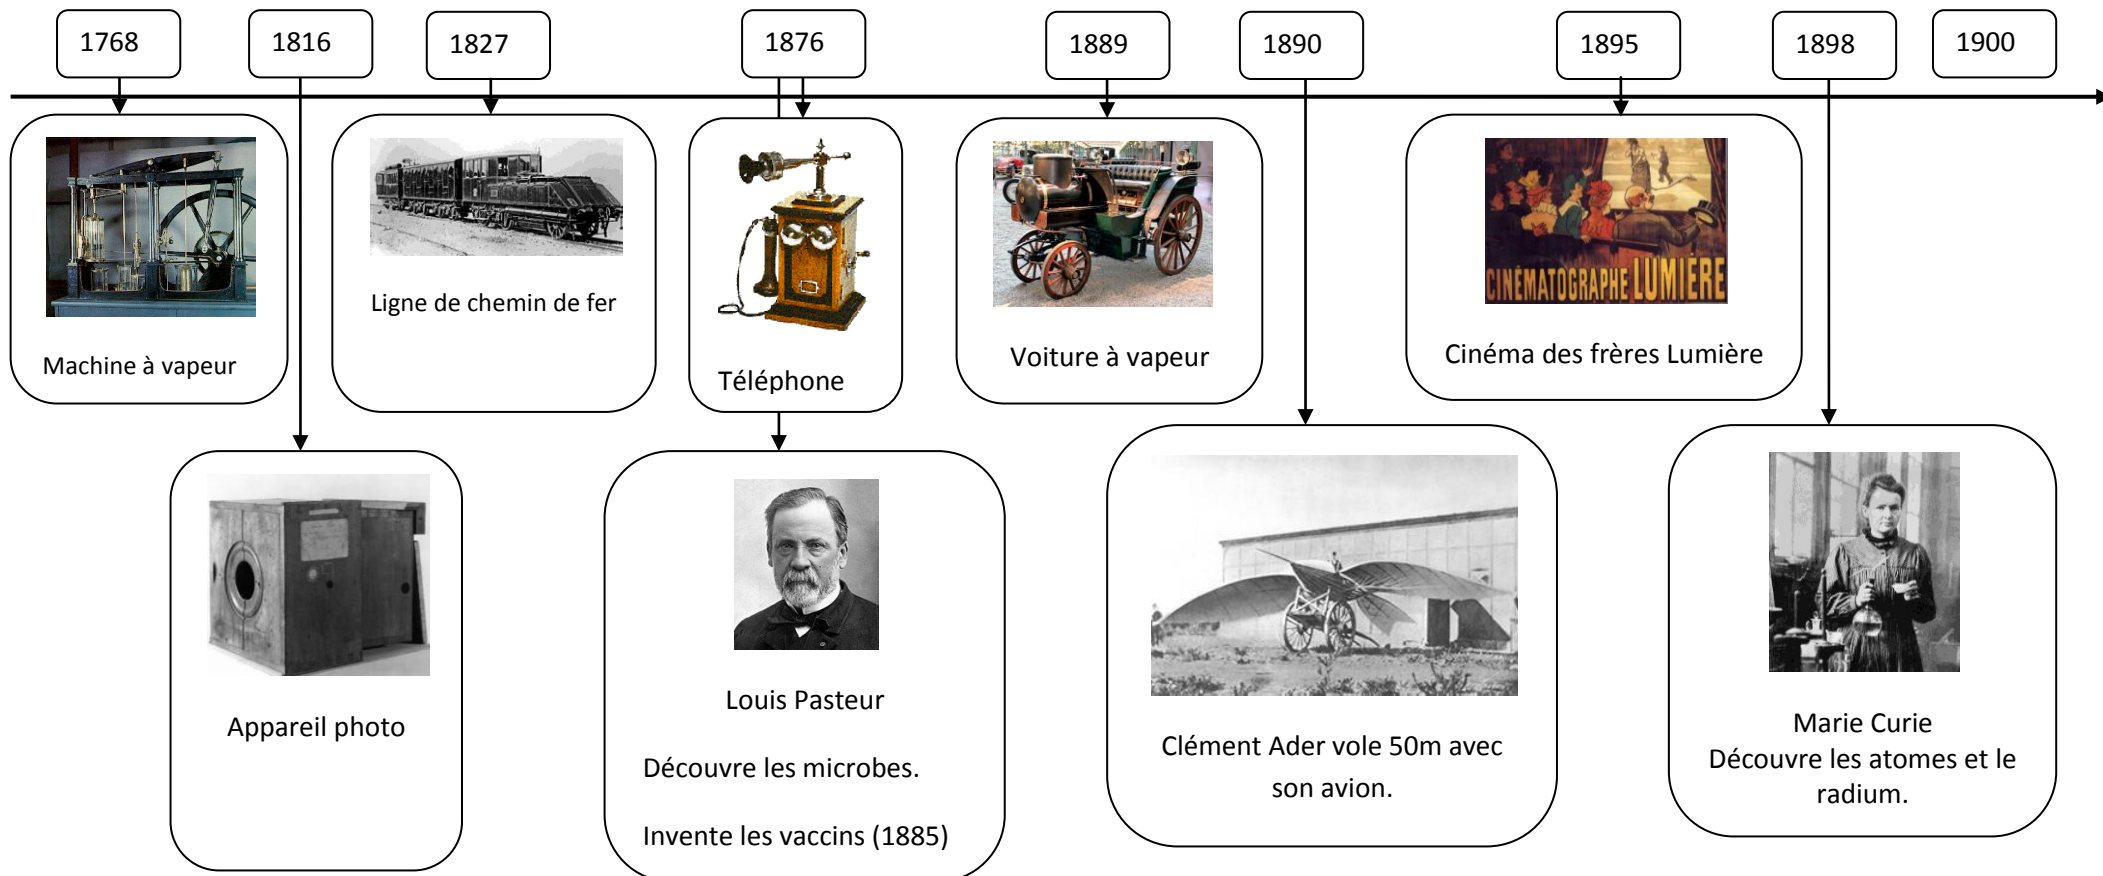 1768
1816
1827
1876
1889
1890
1895
1898
1900
Machine à vapeur
Ligne de chemin de fer
Téléphone
Voiture à vapeur
CINÉMATOGRAPHE LUMIÈRE
Cinéma des frères Lumière
Appareil photo
Louis Pasteur
Découvre les microbes.
Invente les vaccins (1885)
Clément Ader vole 50m avec
son avion.
Marie Curie
Découvre les atomes et le
radium.